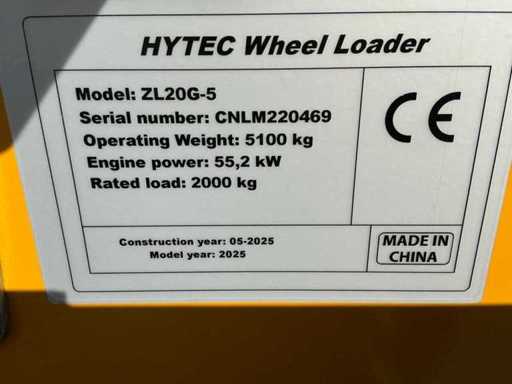 HYTEC Wheel Loader
Model: ZL20G-5
Serial number: CNLM220469
Operating Weight: 5100 kg
Engine power: 55,2 kW
Rated load: 2000 kg
CE
Construction year: 05-2025
Model year: 2025
MADE IN
CHINA